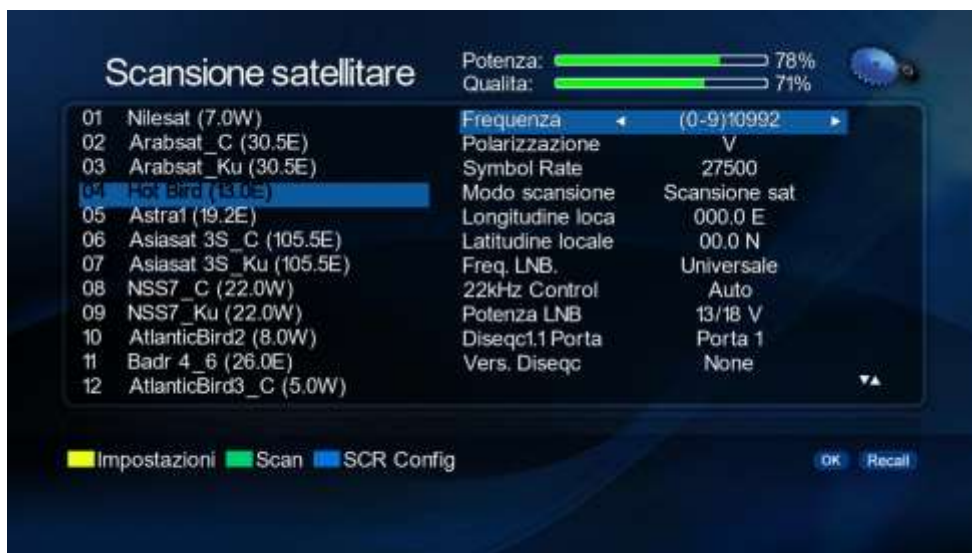 Scansione satellitare
Potenza: 78%
Qualita: 71%
01 Nilesat (7.0W)
02 Arabsat_C (30.5E)
03 Arabsat_Ku (30.5E)
04 Hot Bird (13.0E)
05 Astra1 (19.2E)
06 Asiasat 3S_C (105.5E)
07 Asiasat 3S_Ku (105.5E)
08 NSS7_C (22.0W)
09 NSS7_Ku (22.0W)
10 AtlanticBird2 (8.0W)
11 Badr 4_6 (26.0E)
12 AtlanticBird3_C (5.0W)
Frequenza ◄ (0-9)10992 ►
Polarizzazione V
Symbol Rate 27500
Modo scansione Scansione sat
Longitudine loca 000.0 E
Latitudine locale 00.0 N
Freq. LNB. Universale
22kHz Control Auto
Potenza LNB 13/18 V
Diseqc1.1 Porta Porta 1
Vers. Diseqc None
▼▲
Impostazioni Scan SCR Config OK Recall